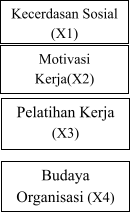 Kecerdasan Sosial
(X1)
Motivasi
Kerja(X2)
Pelatihan Kerja
(X3)
Budaya
Organisasi (X4)